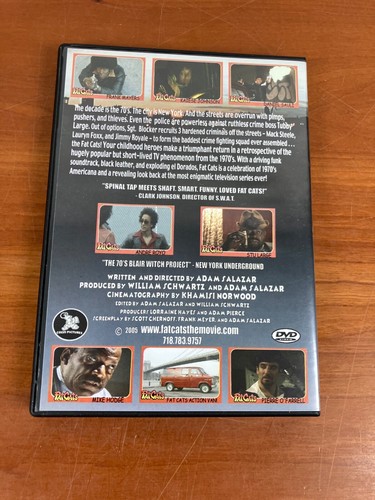 Fat Cats
Fat Cats
Fat Cats
FRANK MAYERS
The decade is the 70's. The city is New York. And the streets are overrun with pimps,
pushers, and thieves. Even the police are powerless against ruthless crime boss Tubby
Large. Out of options, Sgt. Blocker recruits 3 hardened criminals off the streets – Mack Steele,
Lauryn Foxx, and Jimmy Royale – to form the baddest crime fighting squad ever assembled ...
the Fat Cats! Your childhood heroes make a triumphant return in a retrospective of the
hugely popular but short-lived TV phenomenon from the 1970's. With a driving funk
soundtrack, black leather, and exploding el Dorados, Fat Cats is a celebration of 1970's
Americana and a revealing look back at the most enigmatic television series ever!
"SPINAL TAP MEETS SHAFT. SMART. FUNNY. LOVED FAT CATS!"
- CLARK JOHNSON, DIRECTOR OF S.W.A.T.
Fat Cats
ANDRE BOYD
Fat Cats
STU LARGE
"THE 70'S BLAIR WITCH PROJECT" - NEW YORK UNDERGROUND
WRITTEN AND DIRECTED BY ADAM SALAZAR
PRODUCED BY WILLIAM SCHWARTZ AND ADAM SALAZAR
CINEMATOGRAPHY BY KHAMISI NORWOOD
EDITED BY ADAM SALAZAR AND WILLIAM SCHWARTZ
PRODUCERS: LORRAINE HAYES AND ADAM PIERCE
SCREENPLAY BY SCOTT CHERNOFF, FRANK MEYER AND ADAM SALAZAR
© 2005 www.fatcatsthemovie.com
718.783.9757
DVD
VIDEO
Fat Cats
MIKE HODGE
Fat Cats
FAT CATS ACTION VAN!
Fat Cats
PIERRE O'FARRELL